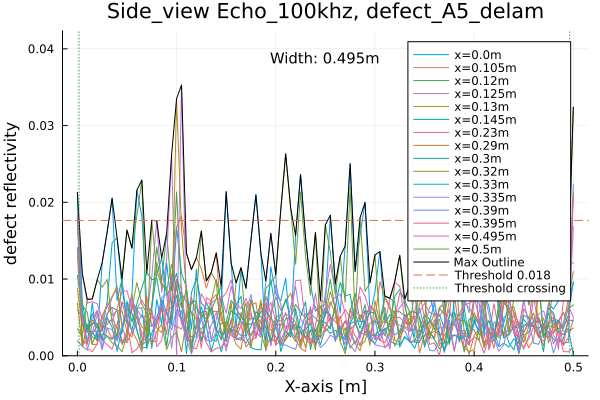 Side_view Echo_100khz, defect_A5_delam
Width: 0.495m
x=0.0m
x=0.105m
x=0.12m
x=0.125m
x=0.13m
x=0.145m
x=0.23m
x=0.29m
x=0.3m
x=0.32m
x=0.33m
x=0.335m
x=0.39m
x=0.395m
x=0.495m
x=0.5m
Max Outline
Threshold 0.018
Threshold crossing
defect reflectivity
0.04
0.03
0.02
0.01
0.00
0.0 0.1 0.2 0.3 0.4 0.5
X-axis [m]